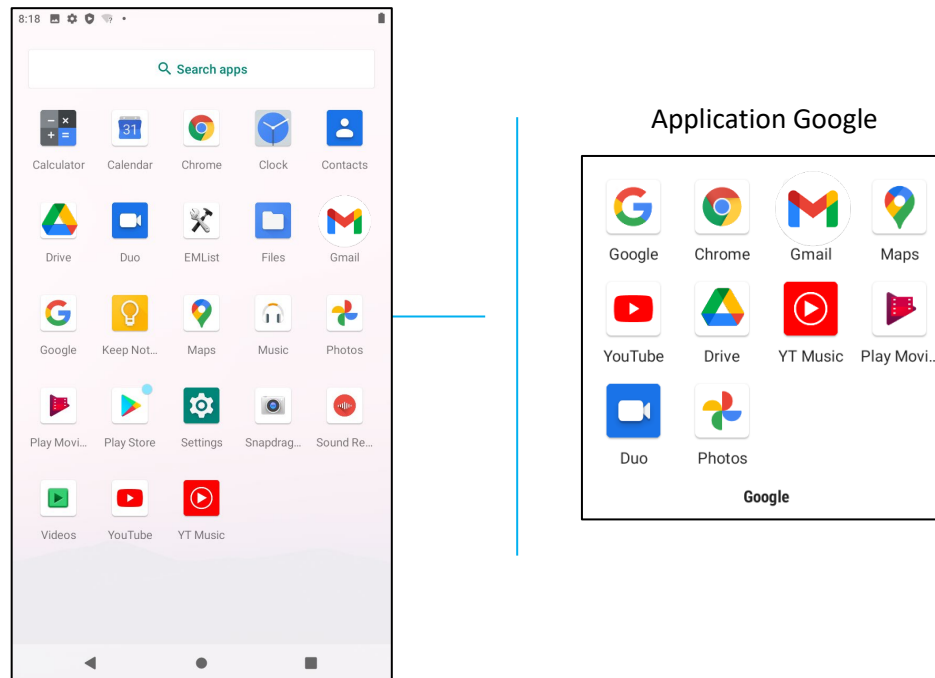 8:18
Search apps
31
Calculator Calendar Chrome Clock Contacts
Drive Duo EMList Files Gmail
Google Keep Not... Maps Music Photos
Play Movi... Play Store Settings Snapdrag... Sound Re...
Videos YouTube YT Music
Application Google
Google Chrome Gmail Maps
YouTube Drive YT Music Play Movi..
Duo Photos
Google